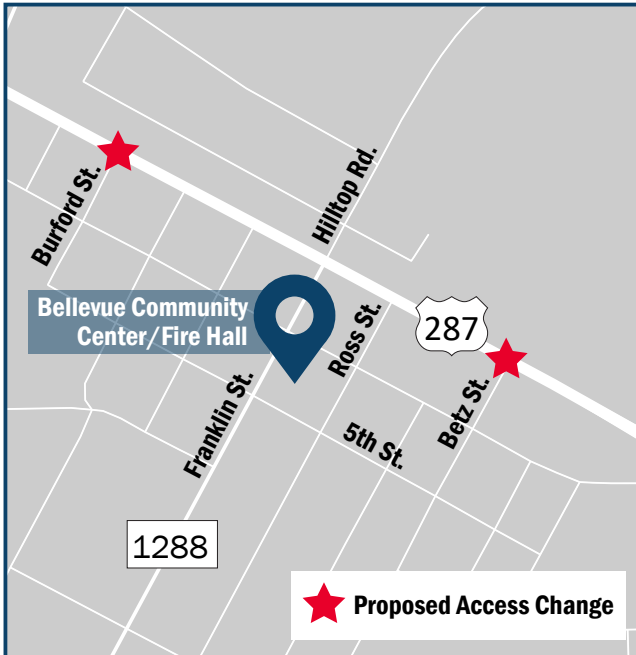 Hilltop Rd.
Burford St.
Bellevue Community
Center/Fire Hall
Ross St.
287
Betz St.
Franklin St.
5th St.
1288
Proposed Access Change